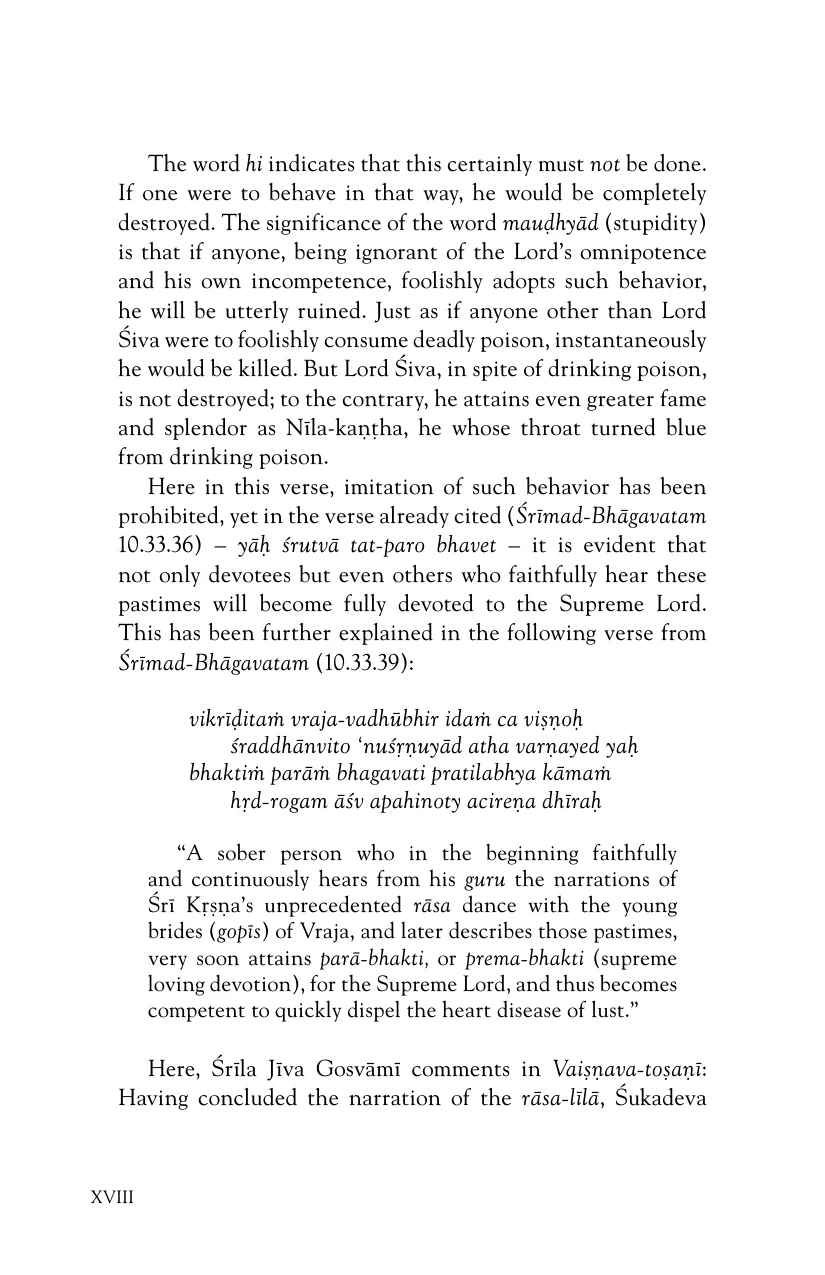 The word hi indicates that this certainly must not be done.
If one were to behave in that way, he would be completely
destroyed. The significance of the word mauḍhyād (stupidity)
is that if anyone, being ignorant of the Lord’s omnipotence
and his own incompetence, foolishly adopts such behavior,
he will be utterly ruined. Just as if anyone other than Lord
Śiva were to foolishly consume deadly poison, instantaneously
he would be killed. But Lord Śiva, in spite of drinking poison,
is not destroyed; to the contrary, he attains even greater fame
and splendor as Nīla-kaṇṭha, he whose throat turned blue
from drinking poison.
Here in this verse, imitation of such behavior has been
prohibited, yet in the verse already cited (Śrīmad-Bhāgavatam
10.33.36) – yāḥ śrutvā tat-paro bhavet – it is evident that
not only devotees but even others who faithfully hear these
pastimes will become fully devoted to the Supreme Lord.
This has been further explained in the following verse from
Śrīmad-Bhāgavatam (10.33.39):
vikrīḍitaṁ vraja-vadhūbhir idaṁ ca viṣṇoḥ
śraddhānvito ‘nuśṛṇuyād atha varṇayed yaḥ
bhaktiṁ parāṁ bhagavati pratilabhya kāmaṁ
hṛd-rogam āśv apahinoty acireṇa dhīraḥ
“A sober person who in the beginning faithfully
and continuously hears from his guru the narrations of
Śrī Kṛṣṇa’s unprecedented rāsa dance with the young
brides (gopīs) of Vraja, and later describes those pastimes,
very soon attains parā-bhakti, or prema-bhakti (supreme
loving devotion), for the Supreme Lord, and thus becomes
competent to quickly dispel the heart disease of lust.”
Here, Śrīla Jīva Gosvāmī comments in Vaiṣṇava-toṣaṇī:
Having concluded the narration of the rāsa-līlā, Śukadeva
XVIII